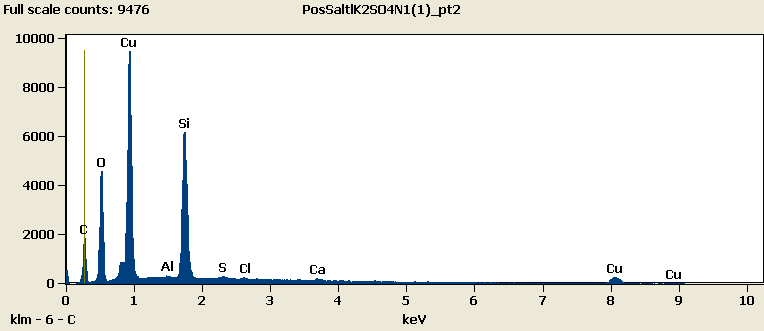 Full scale counts: 9476 PosSaltlK2SO4N1(1)_pt2
10000
Cu
8000
Si
6000
O
4000
C
2000
Al S Cl Ca Cu Cu
0
0 1 2 3 4 5 6 7 8 9 10
klm - 6 - C keV